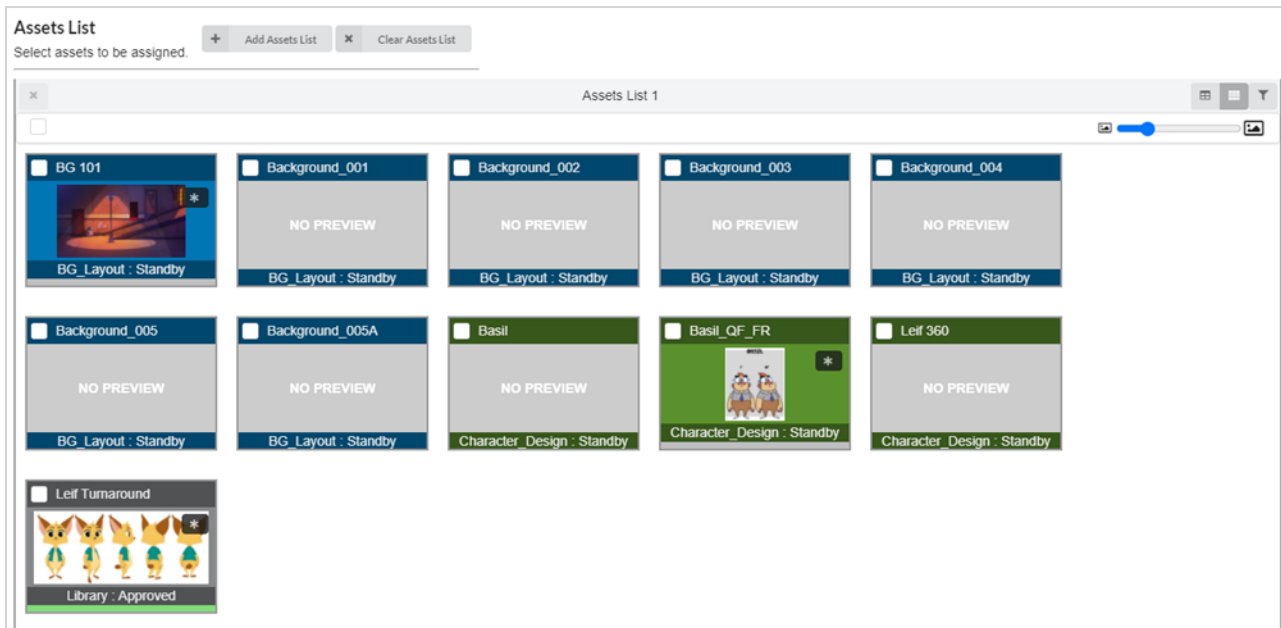 Assets List
Select assets to be assigned.
Add Assets List
Clear Assets List
Assets List 1
BG 101
Background_001
Background_002
Background_003
Background_004
NO PREVIEW
NO PREVIEW
NO PREVIEW
NO PREVIEW
BG_Layout : Standby
BG_Layout : Standby
BG_Layout : Standby
BG_Layout : Standby
BG_Layout : Standby
Background_005
Background_005A
Basil
Basil_QF_FR
Leif 360
BASIL
NO PREVIEW
NO PREVIEW
NO PREVIEW
NO PREVIEW
BG_Layout : Standby
BG_Layout : Standby
Character_Design : Standby
Character_Design : Standby
Character_Design : Standby
Leif Turnaround
Library : Approved